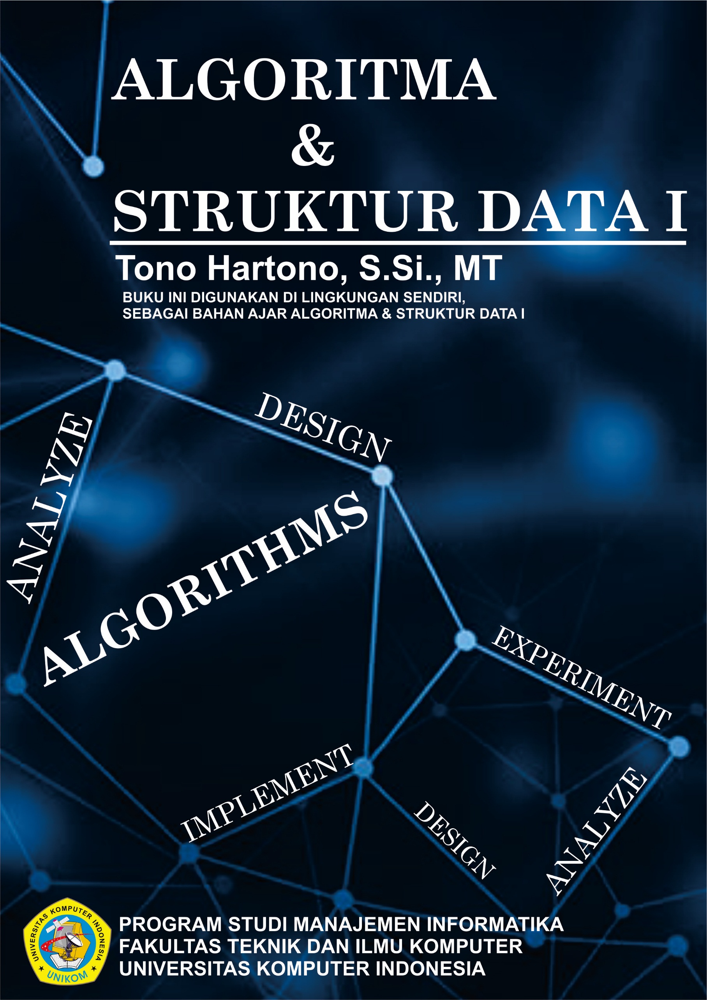 ALGORITMA
&
STRUKTUR DATA I
Tono Hartono, S.Si., MT
BUKU INI DIGUNAKAN DI LINGKUNGAN SENDIRI,
SEBAGAI BAHAN AJAR ALGORITMA & STRUKTUR DATA I
DESIGN
ANALYZE
ALGORITHMS
EXPERIMENT
IMPLEMENT
DESIGN
ANALYZE
UNIVERSITAS KOMPUTER INDONESIA
UNIKOM
PROGRAM STUDI MANAJEMEN INFORMATIKA
FAKULTAS TEKNIK DAN ILMU KOMPUTER
UNIVERSITAS KOMPUTER INDONESIA